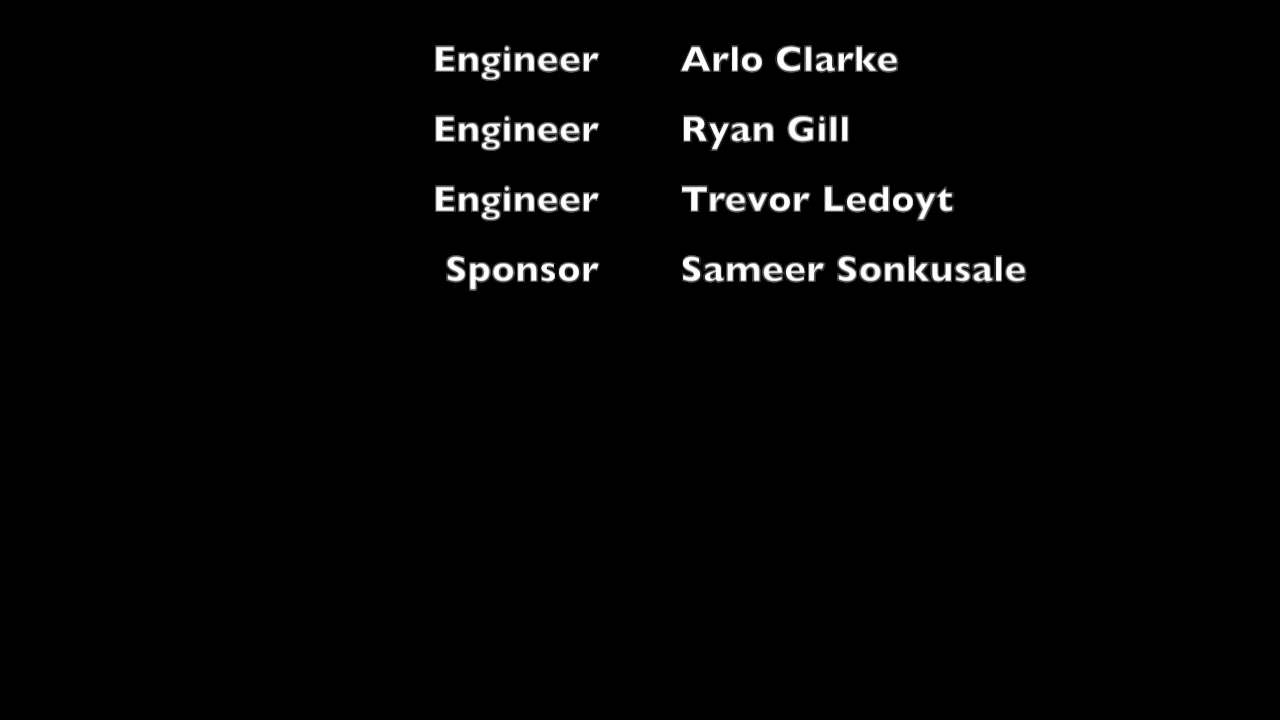 Engineer Arlo Clarke
Engineer Ryan Gill
Engineer Trevor Ledoyt
Sponsor Sameer Sonkusale